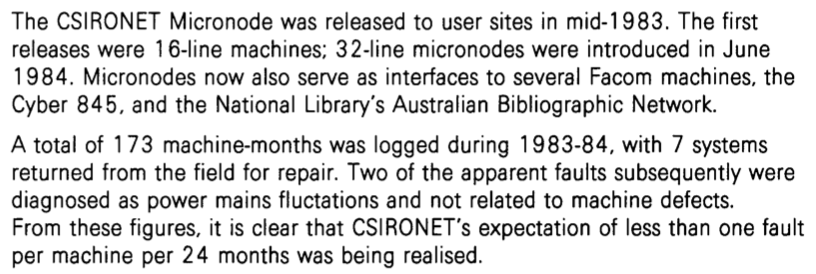 The CSIRONET Micronode was released to user sites in mid-1983. The first
releases were 16-line machines; 32-line micronodes were introduced in June
1984. Micronodes now also serve as interfaces to several Facom machines, the
Cyber 845, and the National Library's Australian Bibliographic Network.
A total of 173 machine-months was logged during 1983-84, with 7 systems
returned from the field for repair. Two of the apparent faults subsequently were
diagnosed as power mains fluctations and not related to machine defects.
From these figures, it is clear that CSIRONET's expectation of less than one fault
per machine per 24 months was being realised.